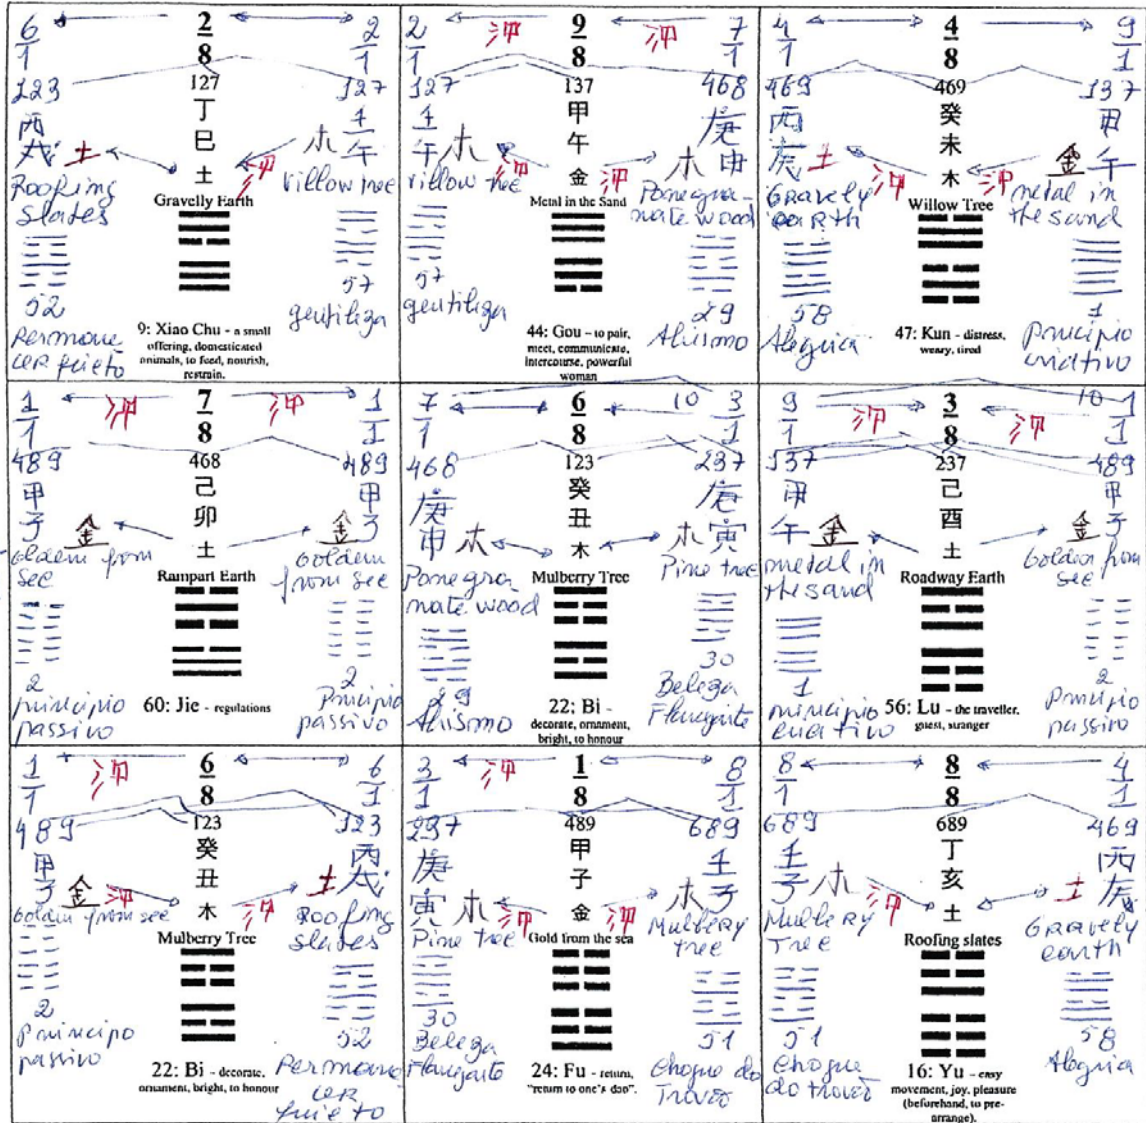 6/1 2/8 2/1
123 127 127
丙戌 土
丁
巳
土
木 壬午
冲
Roofing slates
Gravelly Earth
Willow tree
52
Permanecer quieto
57
gentileza
9: Xiao Chu - a small
offering, domesticated
animals, to feed, nourish,
restrain.
2/1 冲 9/8 冲 7/1
127 137 468
壬午 木
甲
午
金
木 庚申
冲 冲
Willow tree
Metal in the Sand
Pomegranate wood
57
gentileza
29
Abismo
44: Gou - to pair,
meet, communicate,
intercourse, powerful
woman
4/1 4/8 9/1
469 469 137
丙辰 土
癸
未
木
金 甲午
冲 冲
Gravely earth
Willow Tree
metal in the sand
58
Alegria
1
Princípio criativo
47: Kun - distress,
weary, tired
1/1 冲 7/8 冲 1/1
489 468 489
甲子 金
己
卯
土
金 甲子
Goldem from see
Rampart Earth
Goldem from see
2
principio passivo
2
Principio passivo
60: Jie - regulations
7/1 6/8 10 3/1
468 123 237
庚申 木
癸
丑
木
木 庚寅
Pomegranate wood
Mulberry Tree
Pine tree
29
Abismo
30
Beleza Flamejante
22: Bi -
decorate, ornament,
bright, to honour
9/1 冲 3/8 冲 10 1/1
137 237 489
甲午 金
己
酉
土
金 甲子
metal in the sand
Roadway Earth
Golden from see
1
principio criativo
2
Principio passivo
56: Lu - the traveller,
guest, stranger
1/1 冲 6/8 6/1
489 123 123
甲子 金
癸
丑
木
土 丙戌
冲 冲
Goldem from see
Mulberry Tree
Roofing slates
2
Principo passivo
52
Permanecer quieto
22: Bi - decorate,
ornament, bright, to honour
3/1 冲 1/8 8/1
237 489 689
庚寅 木
甲
子
金
木 壬子
冲 冲
Pine tree
Gold from the sea
Mulbery tree
30
Beleza Flamejante
51
Choque do Trovão
24: Fu - return,
"return to one's dao".
8/1 8/8 4/1
689 689 469
壬子 木
丁
亥
土
土 丙辰
冲
Mulbery Tree
Roofing slates
Gravely earth
51
Choque do trovão
58
Alegria
16: Yu - easy
movement, joy, pleasure
(beforehand, to pre-
arrange).